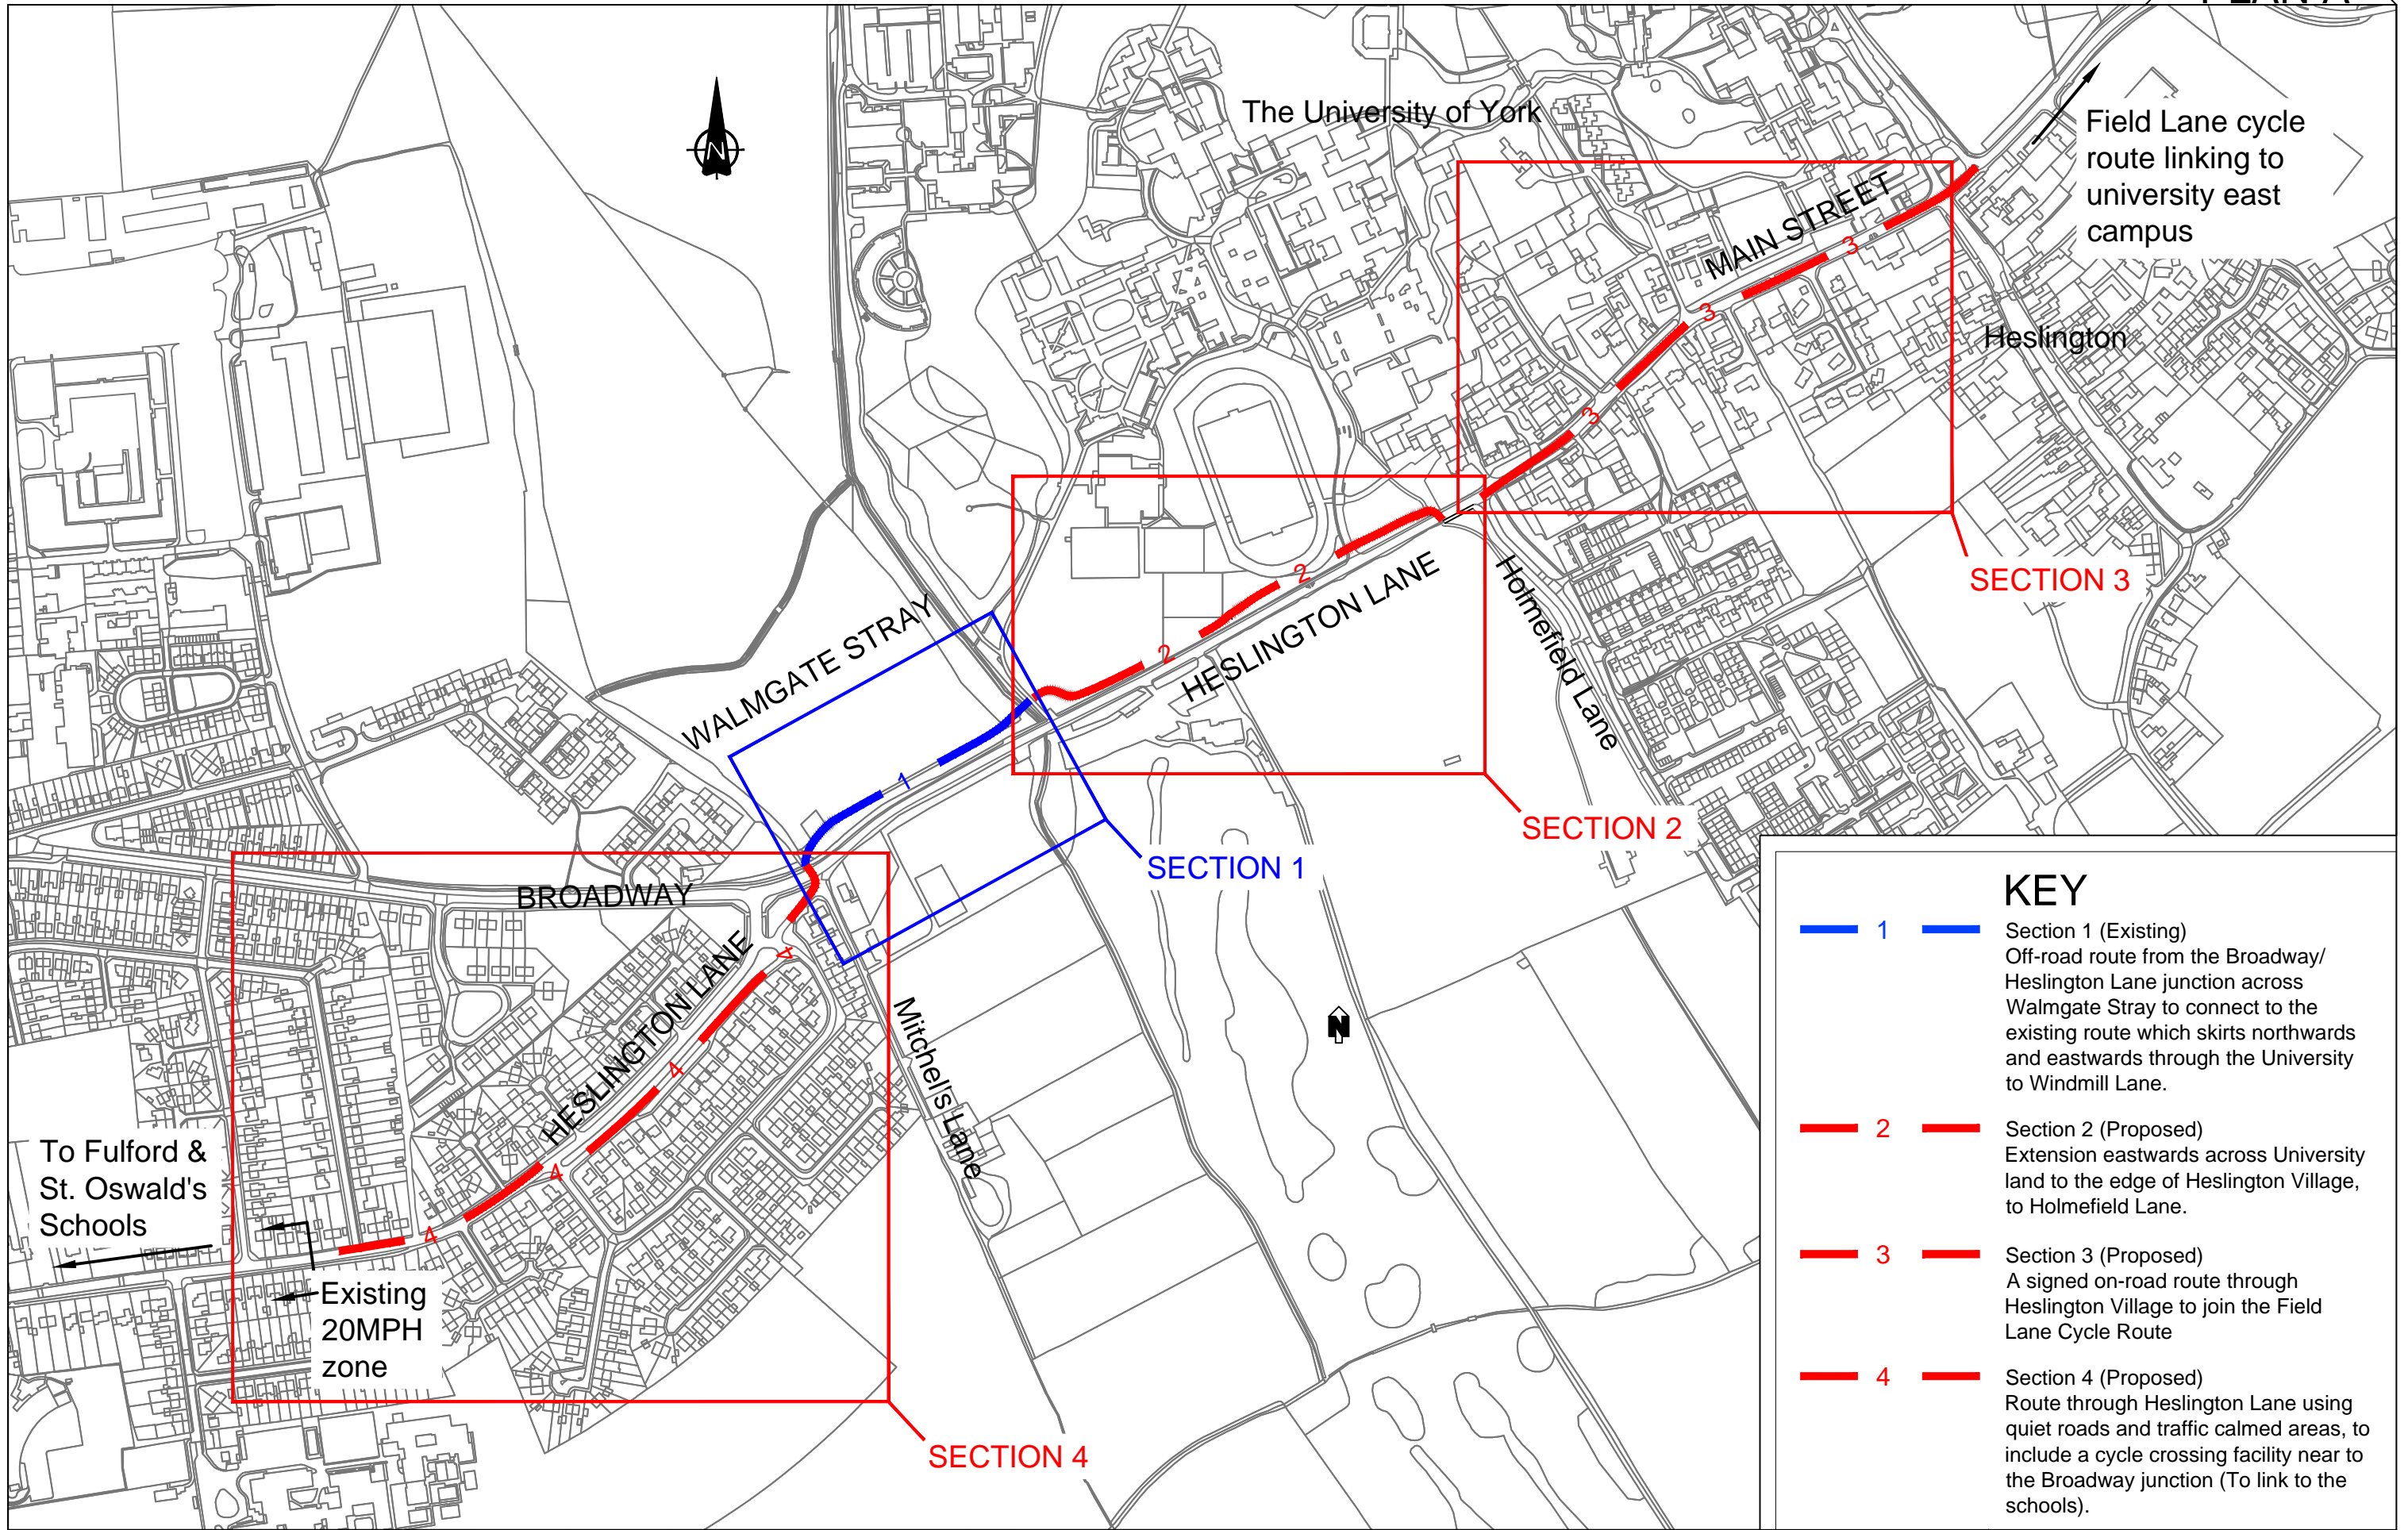 The University of York
Field Lane cycle
route linking to
university east
campus
MAIN STREET
3
3
3
Heslington
SECTION 3
N
HESLINGTON LANE
Holmefield Lane
2
2
SECTION 2
WALMGATE STRAY
1
SECTION 1
BROADWAY
HESLINGTON LANE
4
4
4
4
Mitchells Lane
N
To Fulford &
St. Oswald's
Schools
Existing
20MPH
zone
SECTION 4
KEY
1
Section 1 (Existing)
Off-road route from the Broadway/
Heslington Lane junction across
Walmgate Stray to connect to the
existing route which skirts northwards
and eastwards through the University
to Windmill Lane.
2
Section 2 (Proposed)
Extension eastwards across University
land to the edge of Heslington Village,
to Holmefield Lane.
3
Section 3 (Proposed)
A signed on-road route through
Heslington Village to join the Field
Lane Cycle Route
4
Section 4 (Proposed)
Route through Heslington Lane using
quiet roads and traffic calmed areas, to
include a cycle crossing facility near to
the Broadway junction (To link to the
schools).